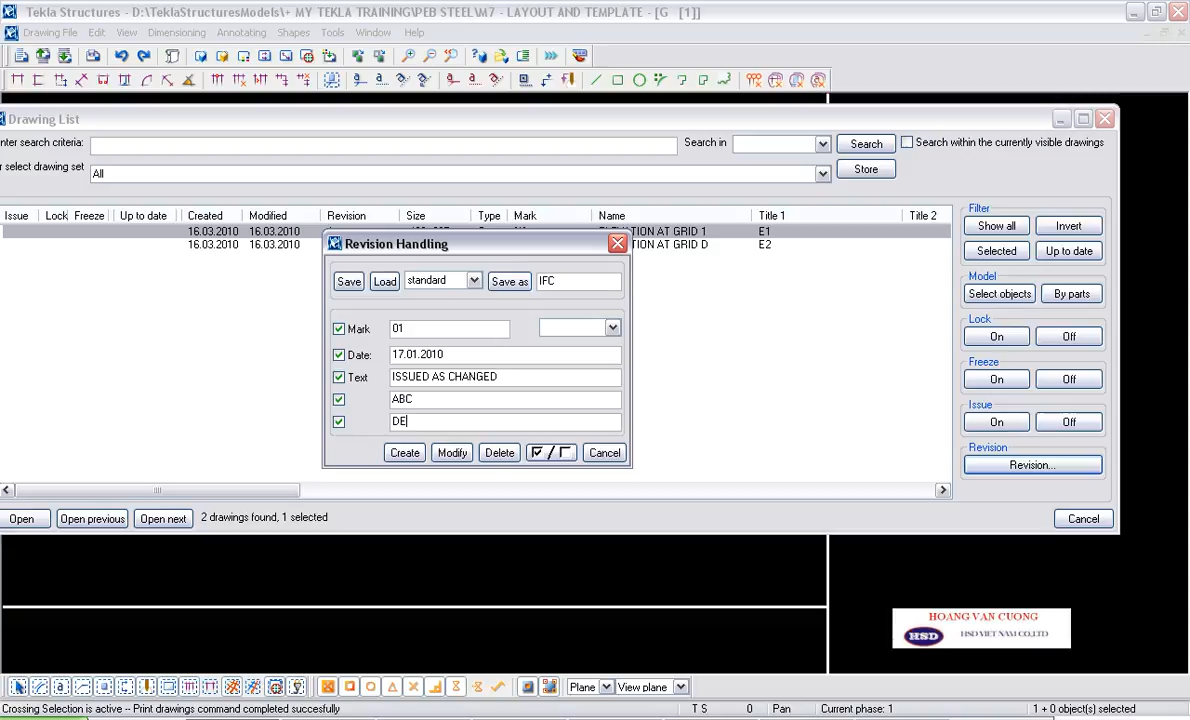 Tekla Structures - D:\TeklaStructuresModels\+ MY TEKLA TRAINING\PEB STEEL\M7 - LAYOUT AND TEMPLATE - [G  [1]]
Drawing File Edit View Dimensioning Annotating Shapes Tools Window Help
Drawing List
nter search criteria: Search in Search Search within the currently visible drawings
r select drawing set All Store
Issue Lock Freeze Up to date Created Modified Revision Size Type Mark Name Title 1 Title 2
16.03.2010 16.03.2010 TION AT GRID 1 E1
16.03.2010 16.03.2010 TION AT GRID D E2
Revision Handling
Save Load standard Save as IFC
Mark 01
Date: 17.01.2010
Text ISSUED AS CHANGED
ABC
DE
Create Modify Delete / Cancel
Filter
Show all Invert
Selected Up to date
Model
Select objects By parts
Lock
On Off
Freeze
On Off
Issue
On Off
Revision
Revision...
Open Open previous Open next 2 drawings found, 1 selected Cancel
HOANG VAN CUONG
HSD HSD VIET NAM CO.,LTD
Plane View plane
Crossing Selection is active -- Print drawings command completed succesfully T S 0 Pan Current phase: 1 1 + 0 object(s) selected